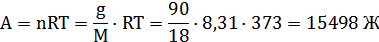 A = nRT = g/M · RT = 90/18 · 8,31 · 373 = 15498 Ж